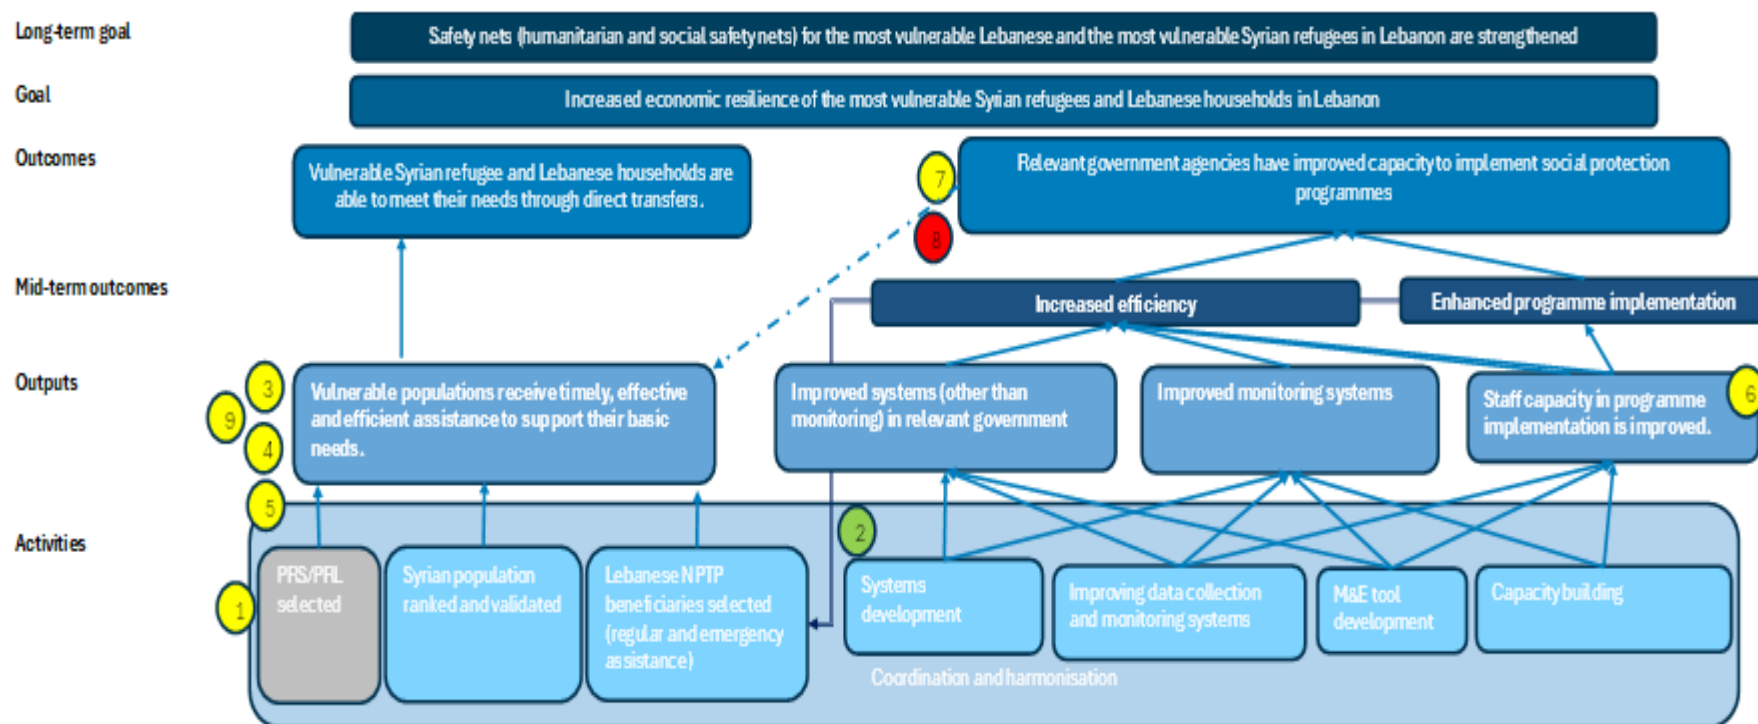 Long-term goal
Safety nets (humanitarian and social safety nets) for the most vulnerable Lebanese and the most vulnerable Syrian refugees in Lebanon are strengthened
Goal
Increased economic resilience of the most vulnerable Syrian refugees and Lebanese households in Lebanon
Outcomes
Vulnerable Syrian refugee and Lebanese households are
able to meet their needs through direct transfers.
7
8
Relevant government agencies have improved capacity to implement social protection
programmes
Mid-term outcomes
Increased efficiency
Enhanced programme implementation
Outputs
3
9
4
Vulnerable populations receive timely, effective
and efficient assistance to support their basic
needs.
Improved systems (other than
monitoring) in relevant government
Improved monitoring systems
Staff capacity in programme
implementation is improved.
6
5
Activities
1
PRS/PRL
selected
Syrian population
ranked and validated
Lebanese NPTP
beneficiaries selected
(regular and emergency
assistance)
2
Systems
development
Improving data collection
and monitoring systems
M&E tool
development
Capacity building
Coordination and harmonisation